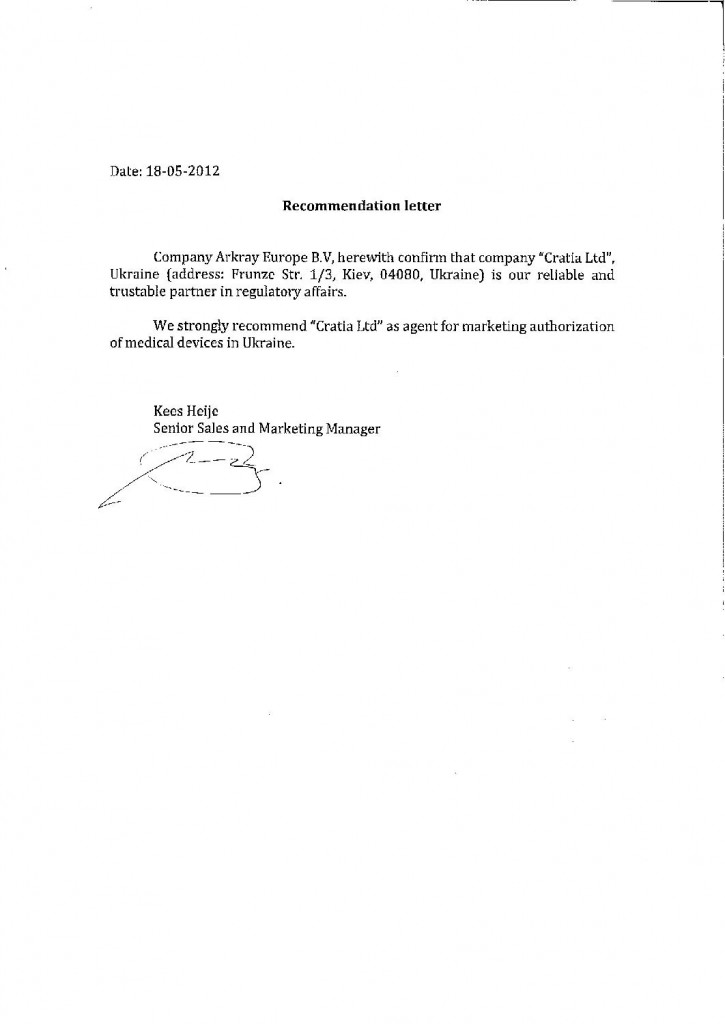 Date: 18-05-2012
Recommendation letter
Company Arkray Europe B.V, herewith confirm that company "Cratia Ltd",
Ukraine (address: Frunze Str. 1/3, Kiev, 04080, Ukraine) is our reliable and
trustable partner in regulatory affairs.
We strongly recommend "Cratia Ltd" as agent for marketing authorization
of medical devices in Ukraine.
Kees Heije
Senior Sales and Marketing Manager